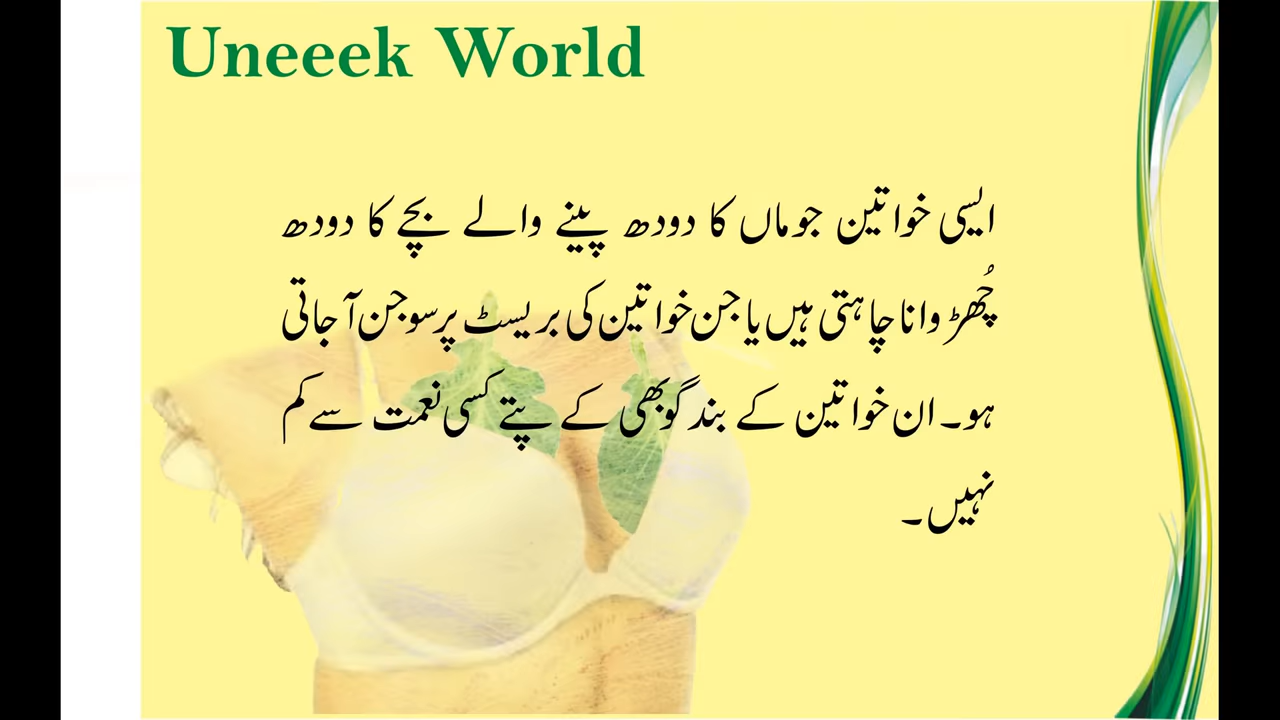 Uneeek World
ایسی خواتین جو ماں کا دودھ پینے والے بچے کا دودھ
چُھڑوانا چاہتی ہیں یا جن خواتین کی بریسٹ پر سوجن آ جاتی
ہو۔ ان خواتین کے بند گوبھی کے پتے کسی نعمت سے کم
نہیں۔